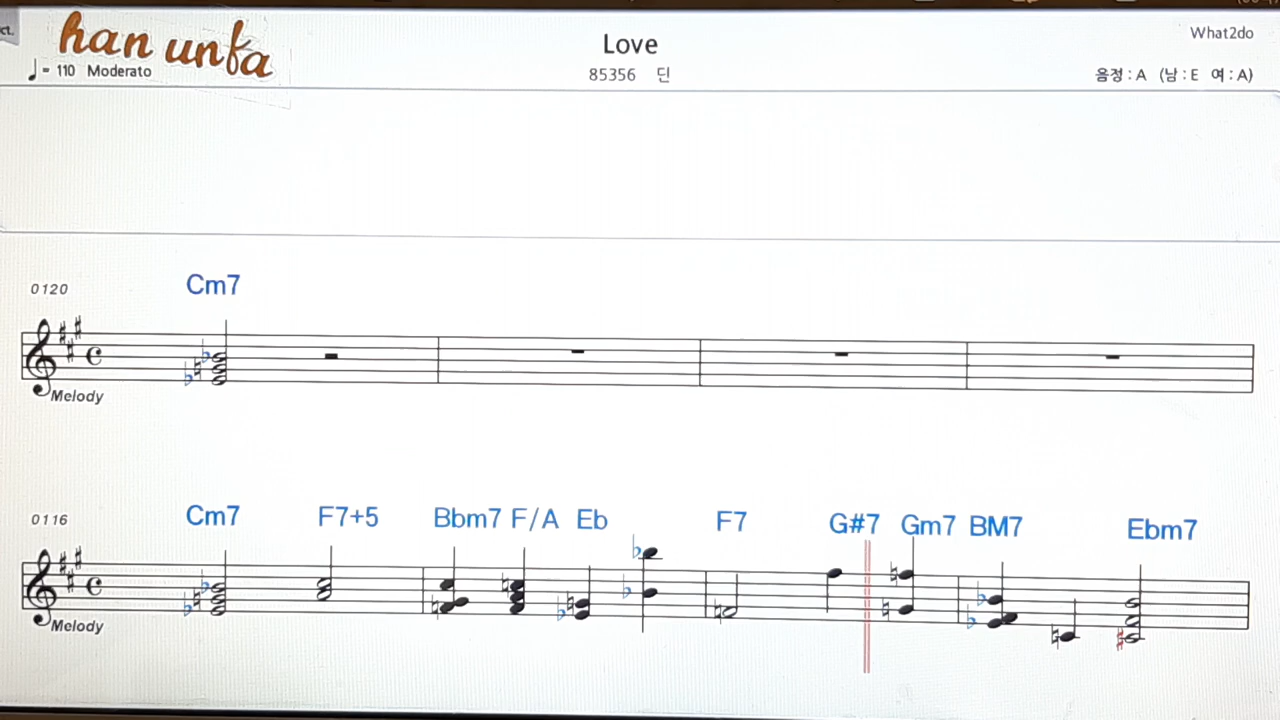 ct.
han unfa
Love
What2do
♩= 110 Moderato
85356 딘
음정 : A (남 : E 여 : A)
Cm7
0120
Melody
Cm7 F7+5 Bbm7 F/A Eb F7 G#7 Gm7 BM7 Ebm7
0116
Melody